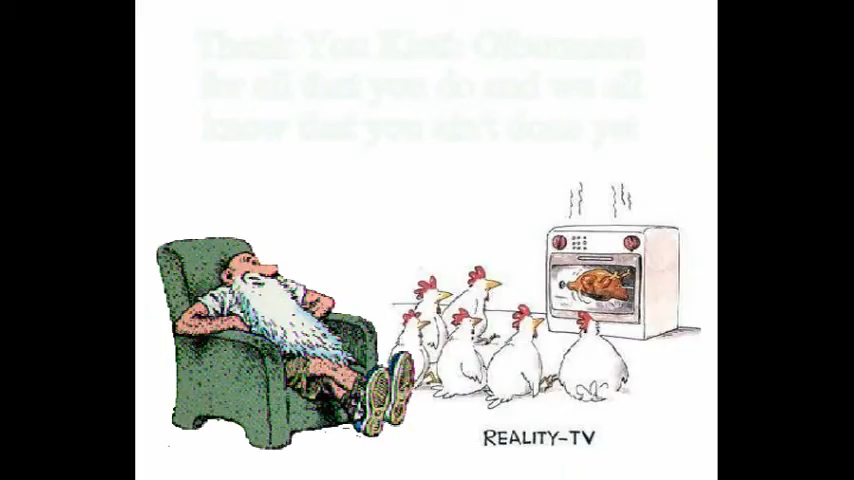 Thank You Kieth Olbermann
for all that you do and we all
know that you ain't done yet
REALITY-TV